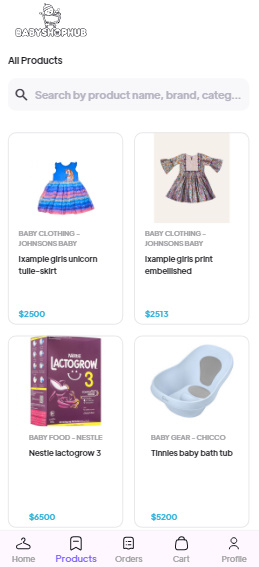 BABYSHOPHUB
All Products
Search by product name, brand, categ...
BABY CLOTHING - JOHNSONS BABY
Ixample girls unicorn tulle-skirt
$2500
BABY CLOTHING - JOHNSONS BABY
Ixample girls print embellished
$2513
Nestle
LACTOGROW
3
BABY FOOD - NESTLE
Nestle lactogrow 3
$6500
BABY GEAR - CHICCO
Tinnies baby bath tub
$5200
Home
Products
Orders
Cart
Profile